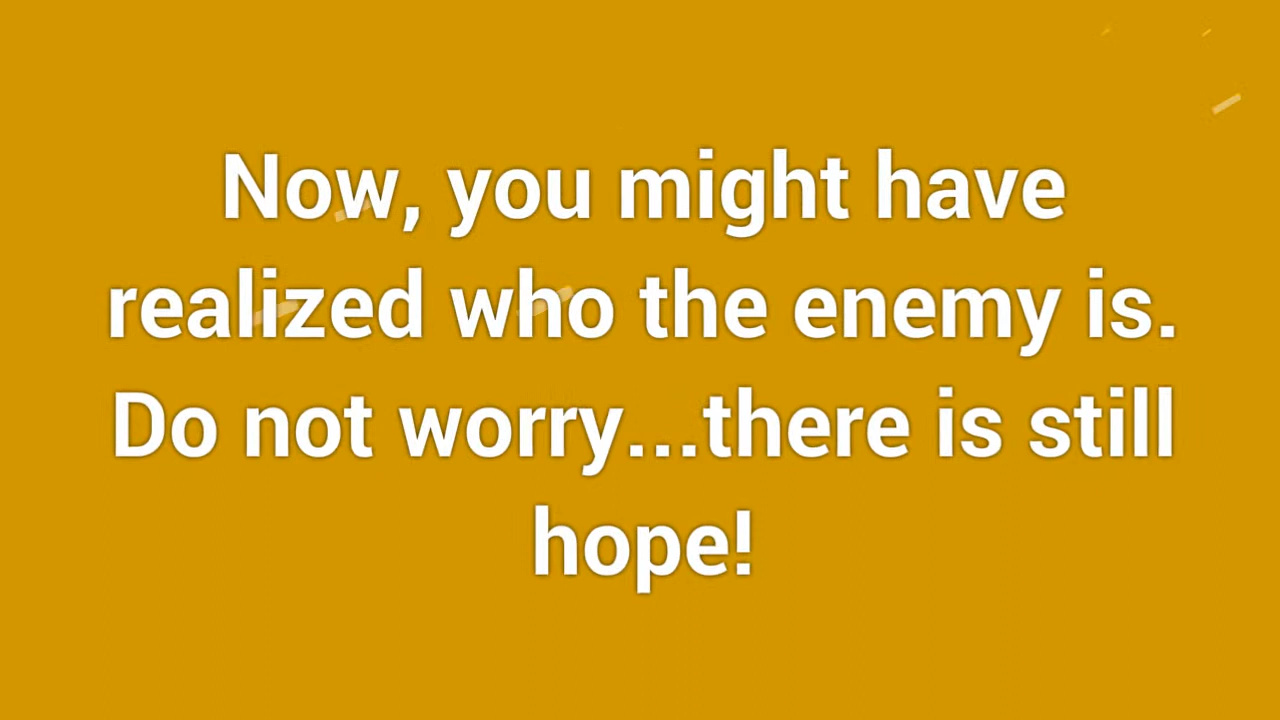 Now, you might have
realized who the enemy is.
Do not worry...there is still
hope!